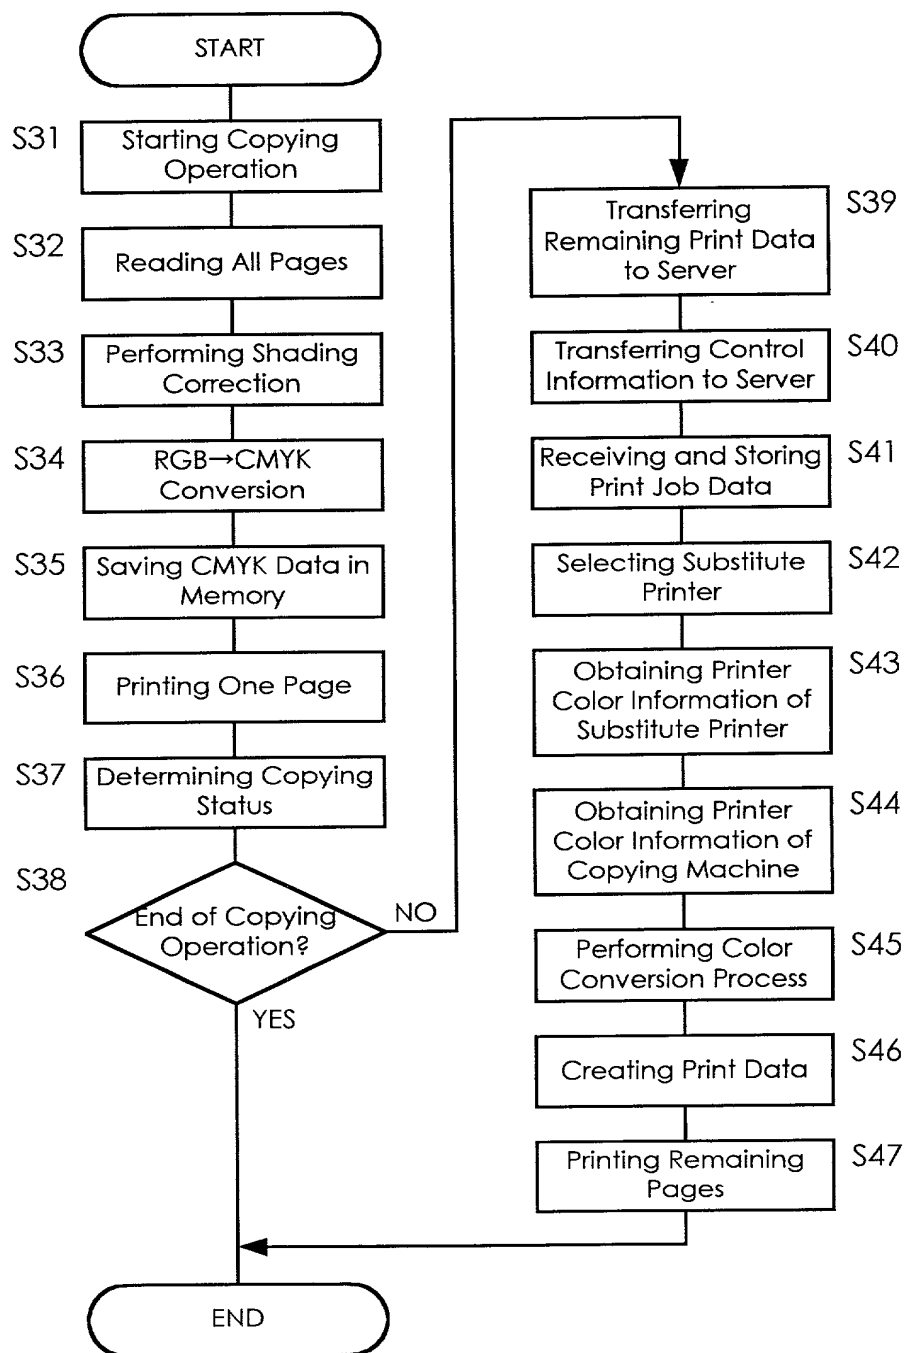 START
S31
Starting Copying
Operation
S32
Reading All Pages
S33
Performing Shading
Correction
S34
RGB→CMYK
Conversion
S35
Saving CMYK Data in
Memory
S36
Printing One Page
S37
Determining Copying
Status
S38
End of Copying
Operation?
NO
YES
S39
Transferring
Remaining Print Data
to Server
S40
Transferring Control
Information to Server
S41
Receiving and Storing
Print Job Data
S42
Selecting Substitute
Printer
S43
Obtaining Printer
Color Information of
Substitute Printer
S44
Obtaining Printer
Color Information of
Copying Machine
S45
Performing Color
Conversion Process
S46
Creating Print Data
S47
Printing Remaining
Pages
END